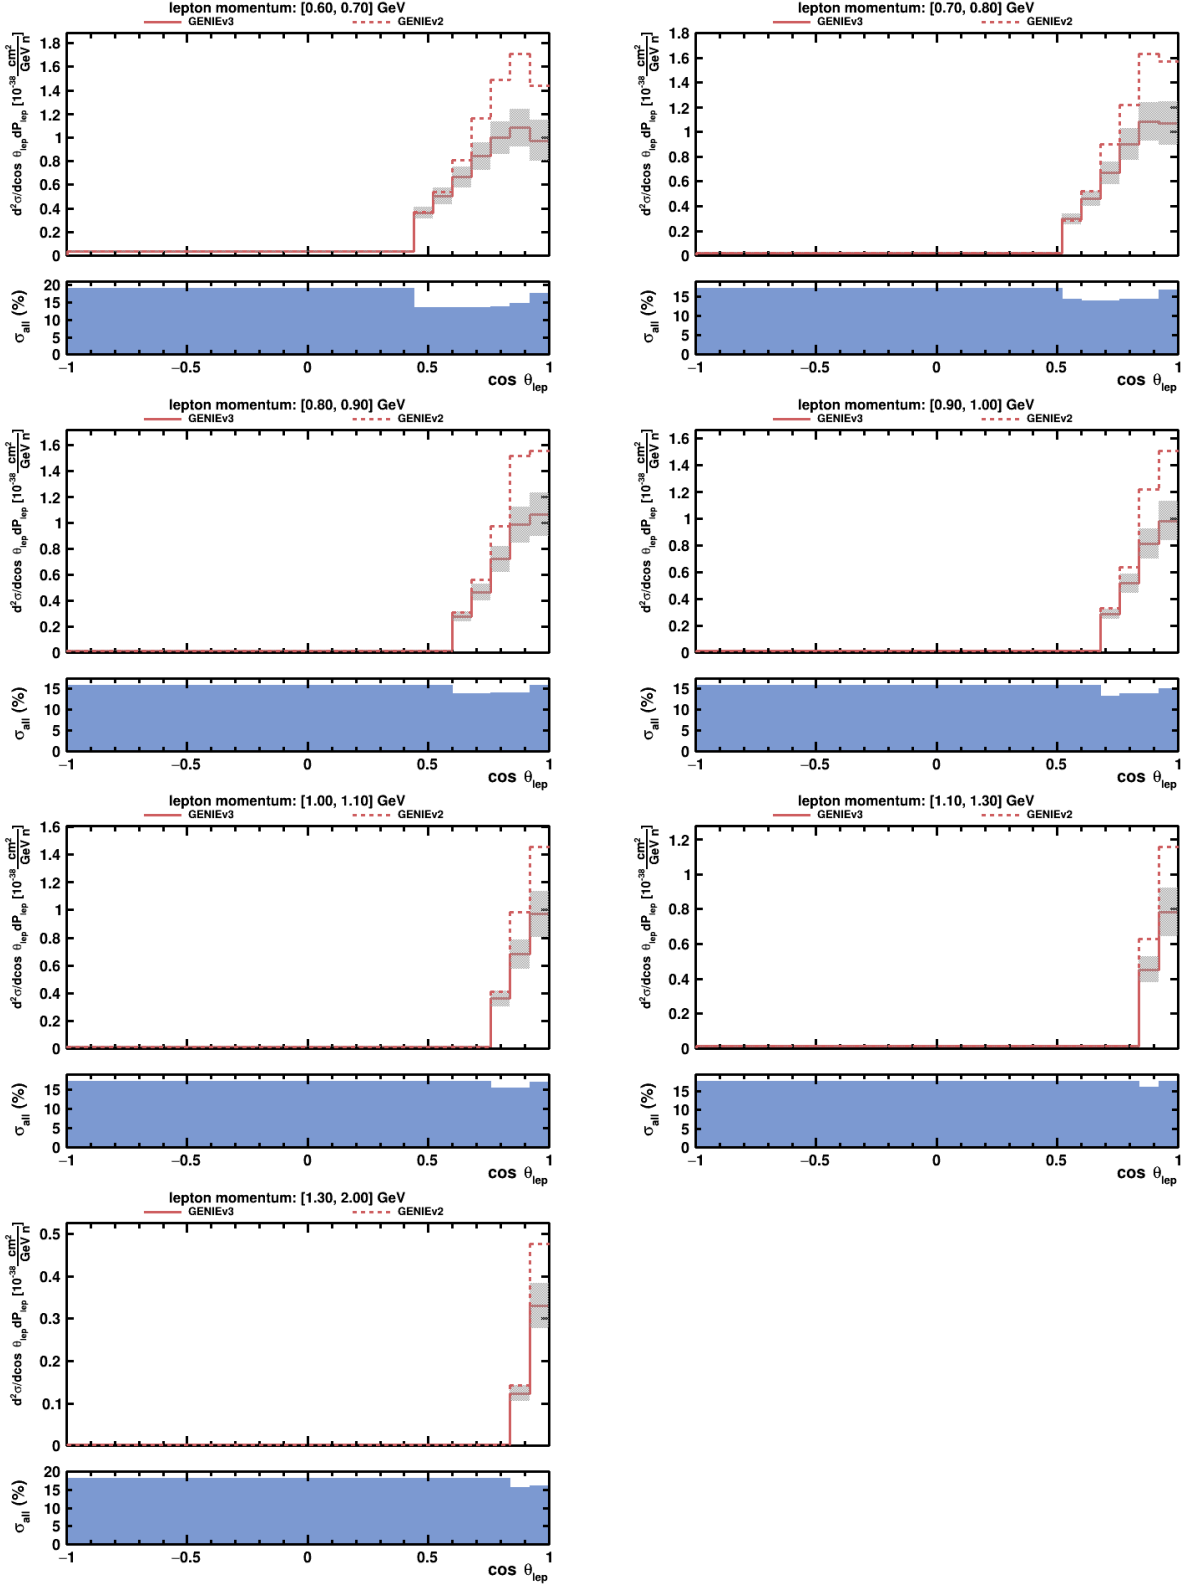 lepton momentum: [0.60, 0.70] GeV
GENIEv3 GENIEv2
d²σ/dcos θlep dPlep [10⁻³⁸ cm²/GeV n]
1.8
1.6
1.4
1.2
1
0.8
0.6
0.4
0.2
0
σall (%)
20
15
10
5
0
−1 −0.5 0 0.5 1
cos θlep
lepton momentum: [0.70, 0.80] GeV
GENIEv3 GENIEv2
d²σ/dcos θlep dPlep [10⁻³⁸ cm²/GeV n]
1.8
1.6
1.4
1.2
1
0.8
0.6
0.4
0.2
0
σall (%)
15
10
5
0
−1 −0.5 0 0.5 1
cos θlep
lepton momentum: [0.80, 0.90] GeV
GENIEv3 GENIEv2
d²σ/dcos θlep dPlep [10⁻³⁸ cm²/GeV n]
1.6
1.4
1.2
1
0.8
0.6
0.4
0.2
0
σall (%)
15
10
5
0
−1 −0.5 0 0.5 1
cos θlep
lepton momentum: [0.90, 1.00] GeV
GENIEv3 GENIEv2
d²σ/dcos θlep dPlep [10⁻³⁸ cm²/GeV n]
1.6
1.4
1.2
1
0.8
0.6
0.4
0.2
0
σall (%)
15
10
5
0
−1 −0.5 0 0.5 1
cos θlep
lepton momentum: [1.00, 1.10] GeV
GENIEv3 GENIEv2
d²σ/dcos θlep dPlep [10⁻³⁸ cm²/GeV n]
1.6
1.4
1.2
1
0.8
0.6
0.4
0.2
0
σall (%)
15
10
5
0
−1 −0.5 0 0.5 1
cos θlep
lepton momentum: [1.10, 1.30] GeV
GENIEv3 GENIEv2
d²σ/dcos θlep dPlep [10⁻³⁸ cm²/GeV n]
1.2
1
0.8
0.6
0.4
0.2
0
σall (%)
15
10
5
0
−1 −0.5 0 0.5 1
cos θlep
lepton momentum: [1.30, 2.00] GeV
GENIEv3 GENIEv2
d²σ/dcos θlep dPlep [10⁻³⁸ cm²/GeV n]
0.5
0.4
0.3
0.2
0.1
0
σall (%)
20
15
10
5
0
−1 −0.5 0 0.5 1
cos θlep